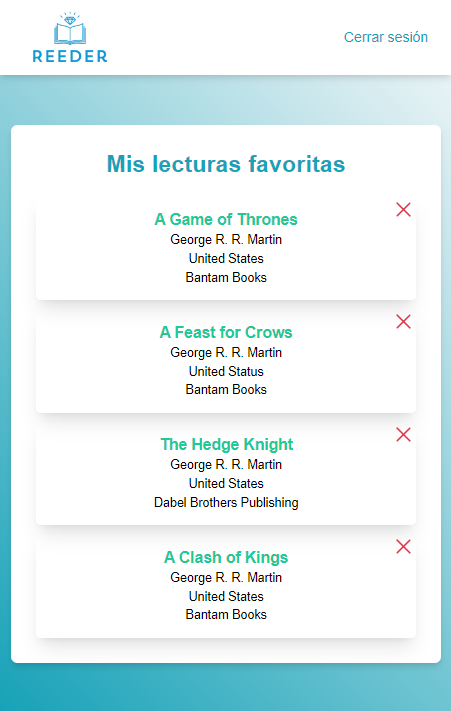 REEDER
Cerrar sesión
Mis lecturas favoritas
A Game of Thrones
George R. R. Martin
United States
Bantam Books
A Feast for Crows
George R. R. Martin
United Status
Bantam Books
The Hedge Knight
George R. R. Martin
United States
Dabel Brothers Publishing
A Clash of Kings
George R. R. Martin
United States
Bantam Books